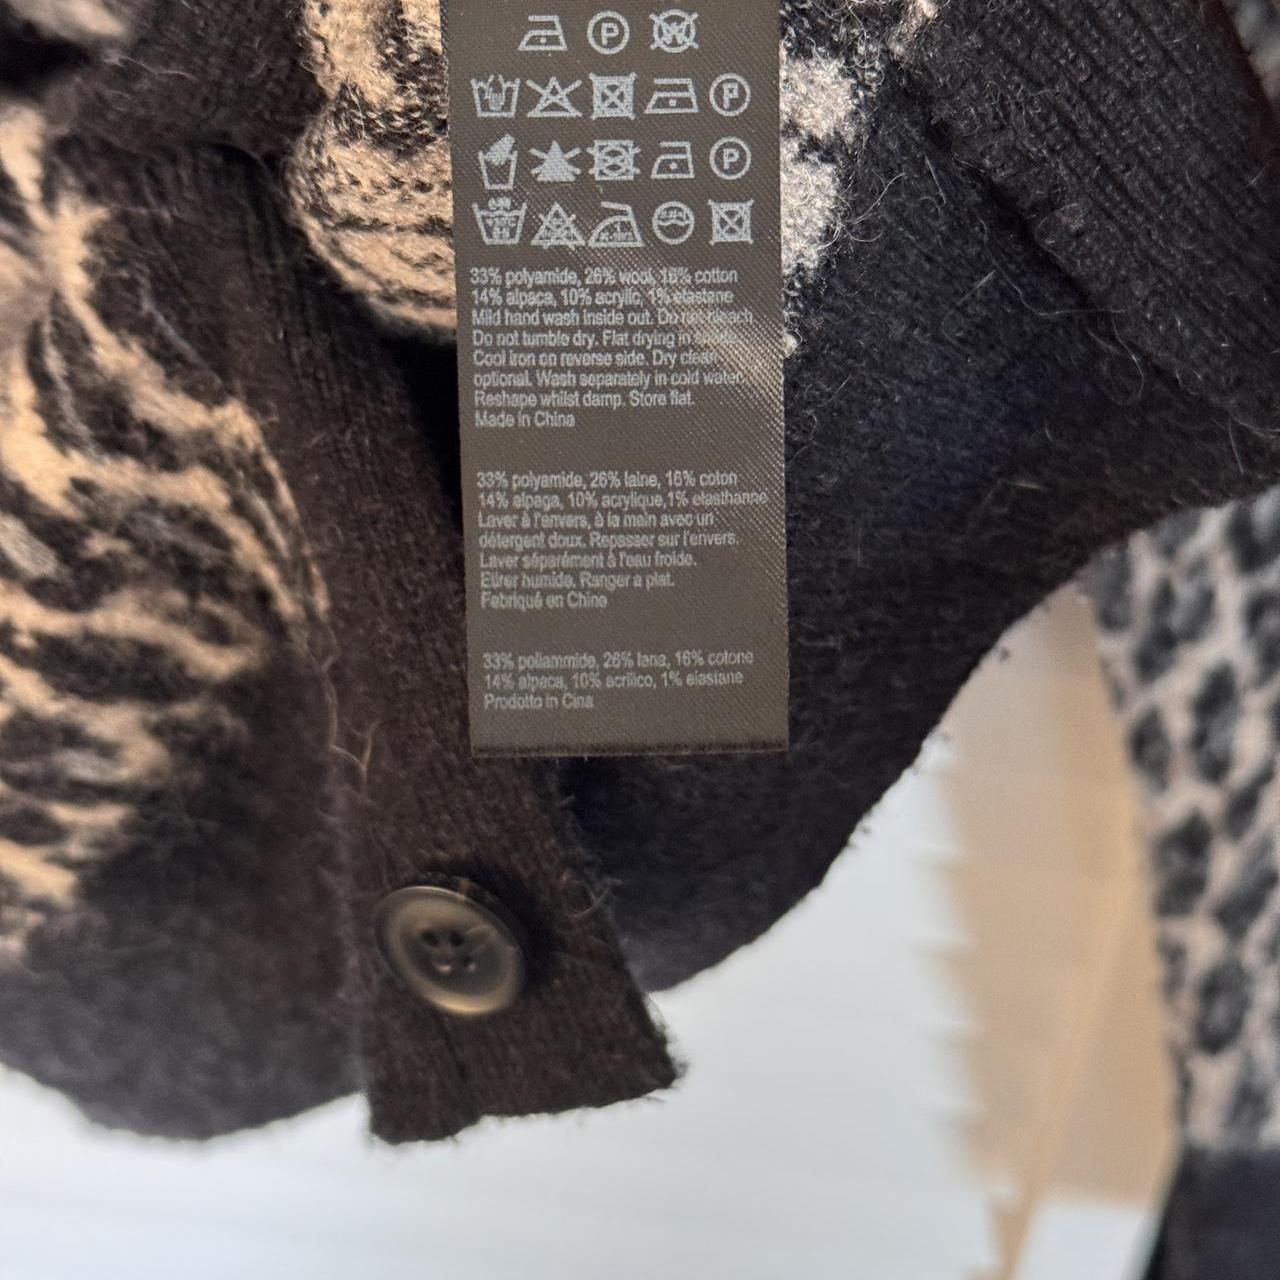 P W
P
P
33% polyamide, 26% wool, 16% cotton
14% alpaca, 10% acrylic, 1% elastane
Mild hand wash inside out. Do not bleach
Do not tumble dry. Flat drying in shade
Cool iron on reverse side. Dry clean
optional. Wash separately in cold water.
Reshape whilst damp. Store flat.
Made in China
33% polyamide, 26% laine, 16% coton
14% alpaga, 10% acrylique,1% elasthanne
Laver à l'envers, à la main avec un
détergent doux. Repasser sur l'envers.
Laver séparément à l'eau froide.
Etirer humide. Ranger a plat.
Fabriqué en Chine
33% poliammide, 26% lana, 16% cotone
14% alpaca, 10% acrilico, 1% elastane
Prodotto in Cina